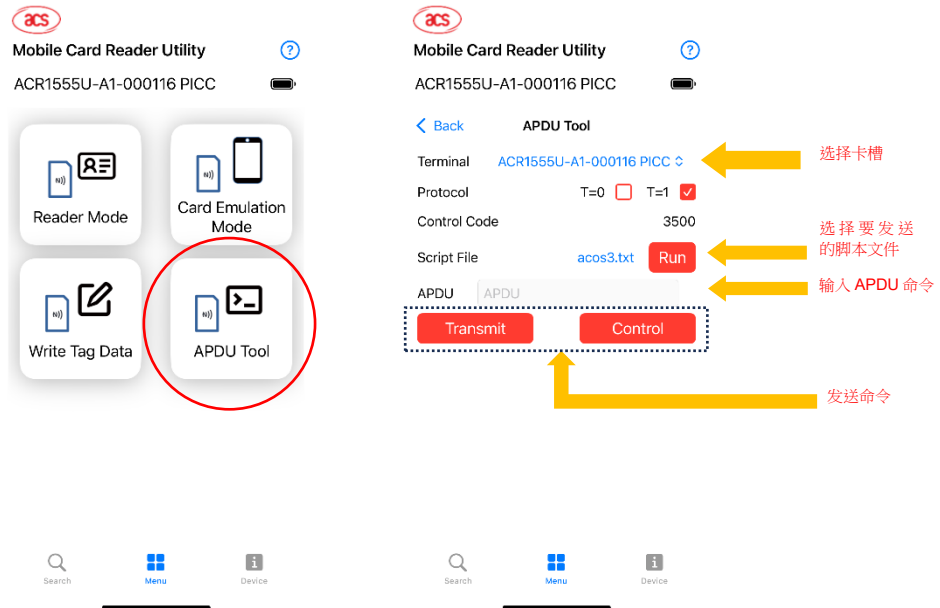 acs
Mobile Card Reader Utility ?
ACR1555U-A1-000116 PICC
N))
Reader Mode
N))
Card Emulation
Mode
N))
Write Tag Data
N))
APDU Tool
Search
Menu
Device
acs
Mobile Card Reader Utility ?
ACR1555U-A1-000116 PICC
Back APDU Tool
Terminal ACR1555U-A1-000116 PICC
Protocol T=0 T=1
Control Code 3500
Script File acos3.txt Run
APDU APDU
Transmit Control
选择卡槽
选择要发送
的脚本文件
输入 APDU 命令
发送命令
Search
Menu
Device